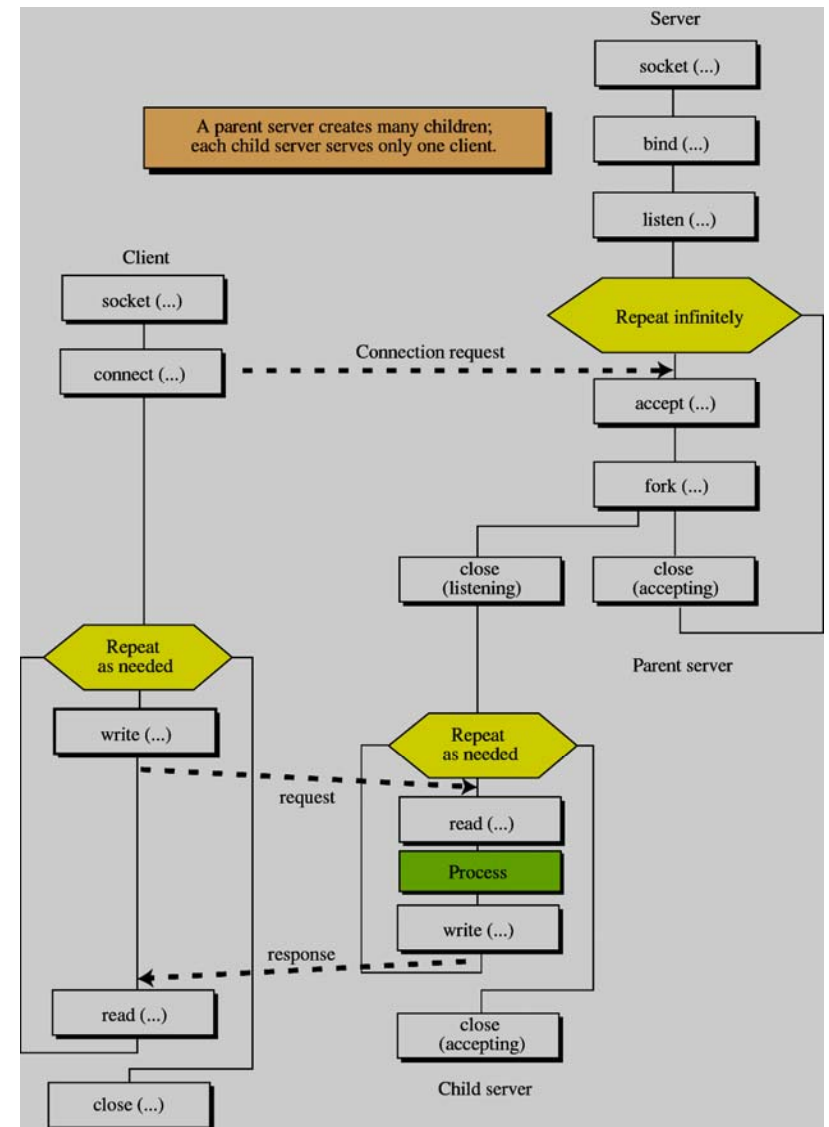 Server
socket (...)
A parent server creates many children;
each child server serves only one client.
bind (...)
listen (...)
Client
socket (...)
Repeat infinitely
connect (...)
Connection request
accept (...)
fork (...)
close
(listening)
close
(accepting)
Repeat
as needed
Parent server
write (...)
Repeat
as needed
request
read (...)
Process
write (...)
response
read (...)
close
(accepting)
Child server
close (...)